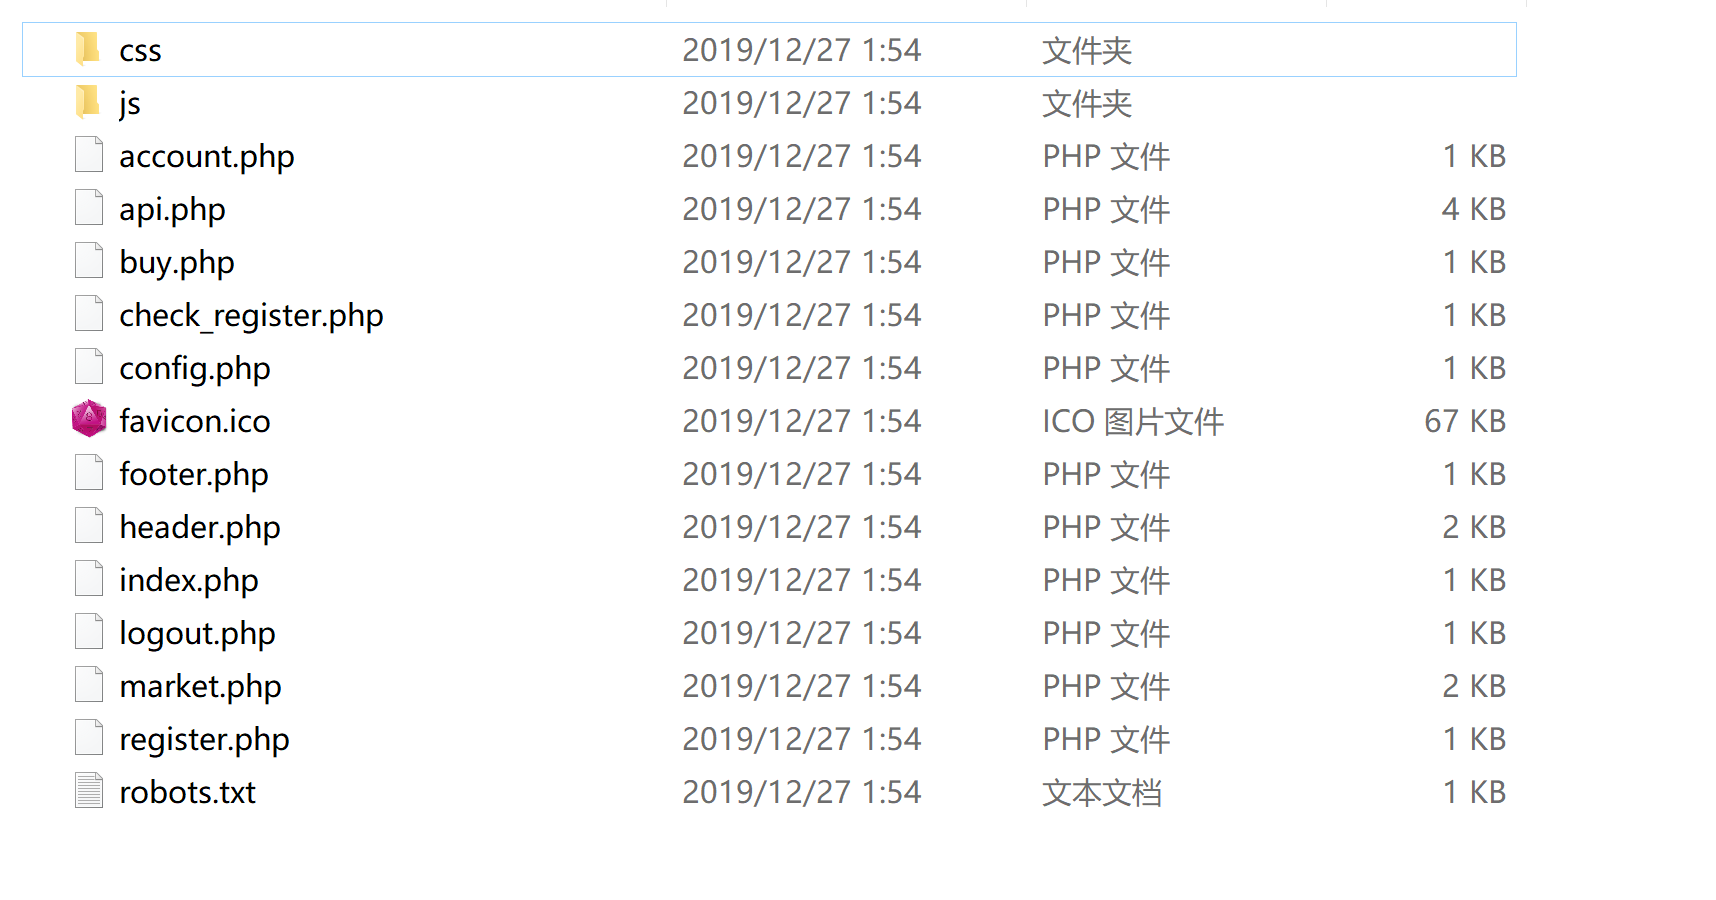 css 2019/12/27 1:54 文件夹
js 2019/12/27 1:54 文件夹
account.php 2019/12/27 1:54 PHP 文件 1 KB
api.php 2019/12/27 1:54 PHP 文件 4 KB
buy.php 2019/12/27 1:54 PHP 文件 1 KB
check_register.php 2019/12/27 1:54 PHP 文件 1 KB
config.php 2019/12/27 1:54 PHP 文件 1 KB
favicon.ico 2019/12/27 1:54 ICO 图片文件 67 KB
footer.php 2019/12/27 1:54 PHP 文件 1 KB
header.php 2019/12/27 1:54 PHP 文件 2 KB
index.php 2019/12/27 1:54 PHP 文件 1 KB
logout.php 2019/12/27 1:54 PHP 文件 1 KB
market.php 2019/12/27 1:54 PHP 文件 2 KB
register.php 2019/12/27 1:54 PHP 文件 1 KB
robots.txt 2019/12/27 1:54 文本文档 1 KB